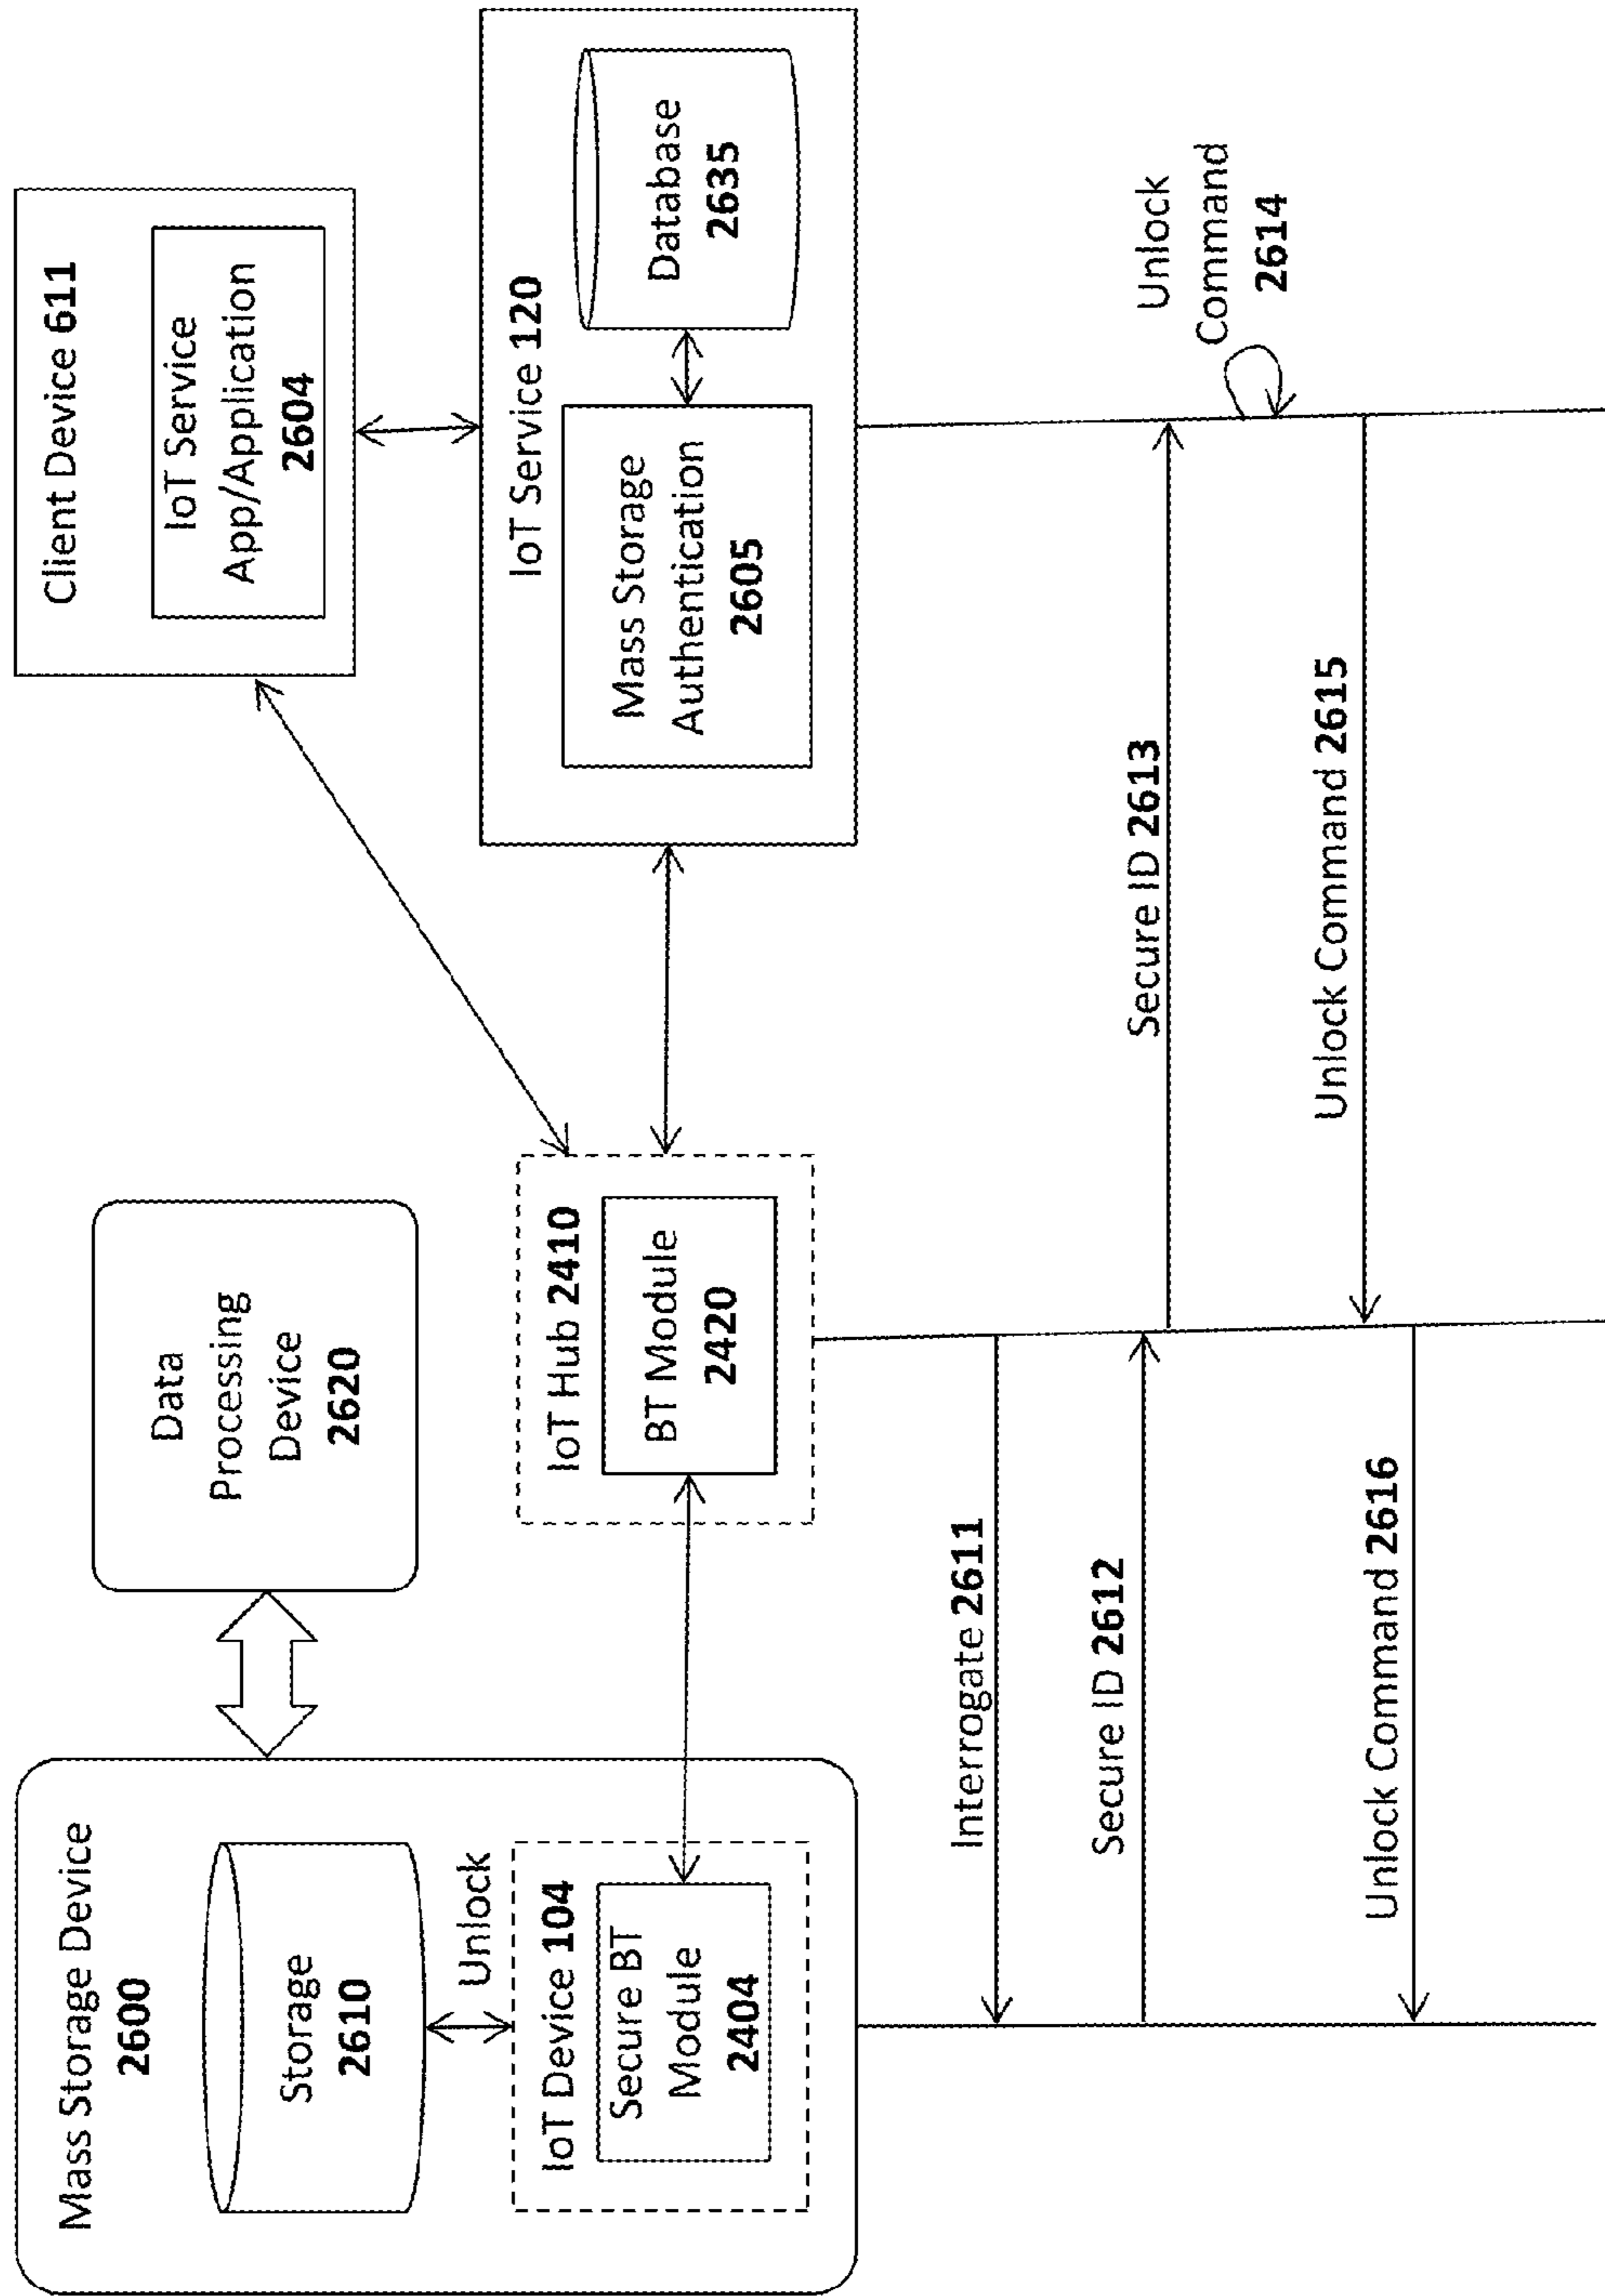 Mass Storage Device
2600
Storage
2610
Unlock
IoT Device 104
Secure BT
Module
2404
Data
Processing
Device
2620
IoT Hub 2410
BT Module
2420
Client Device 611
IoT Service
App/Application
2604
IoT Service 120
Mass Storage
Authentication
2605
Database
2635
Interrogate 2611
Secure ID 2612
Secure ID 2613
Unlock
Command
2614
Unlock Command 2615
Unlock Command 2616